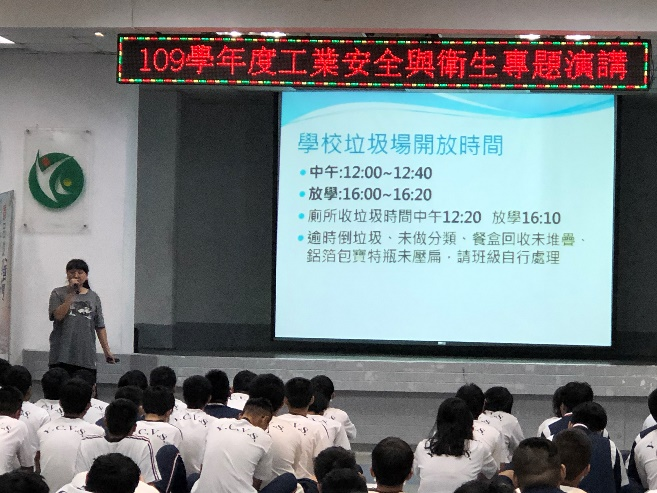 109學年度工業安全與衛生專題演講
學校垃圾場開放時間
•中午:12:00~12:40
•放學:16:00~16:20
•廁所收垃圾時間中午12:20 放學16:10
•逾時倒垃圾、未做分類、餐盒回收未堆疊、
鋁箔包寶特瓶未壓扁，請班級自行處理